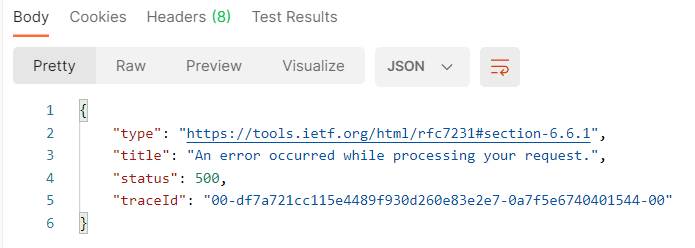 Body Cookies Headers (8) Test Results
Pretty Raw Preview Visualize JSON
1 {
2 "type": "https://tools.ietf.org/html/rfc7231#section-6.6.1",
3 "title": "An error occurred while processing your request.",
4 "status": 500,
5 "traceId": "00-df7a721cc115e4489f930d260e83e2e7-0a7f5e6740401544-00"
6 }